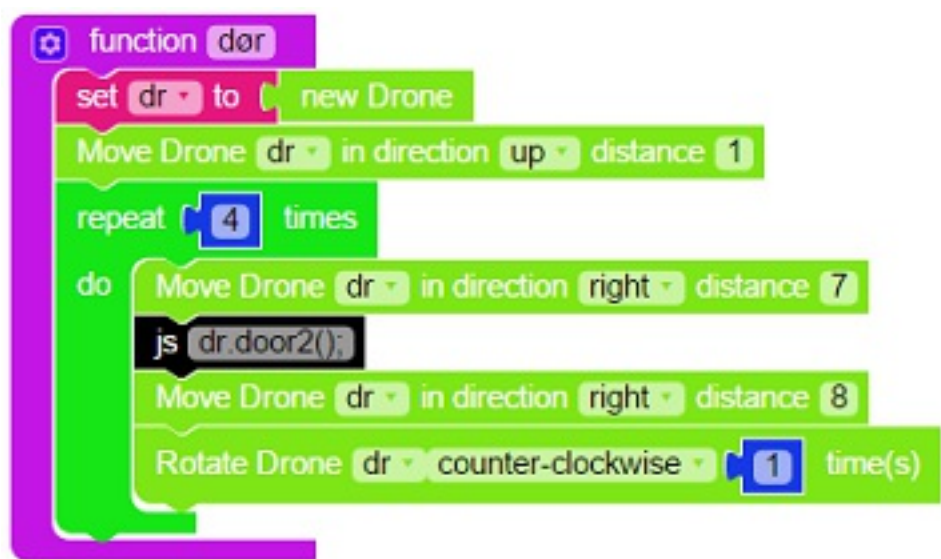 function dør
set dr to new Drone
Move Drone dr in direction up distance 1
repeat 4 times
do Move Drone dr in direction right distance 7
js dr.door2();
Move Drone dr in direction right distance 8
Rotate Drone dr counter-clockwise 1 time(s)